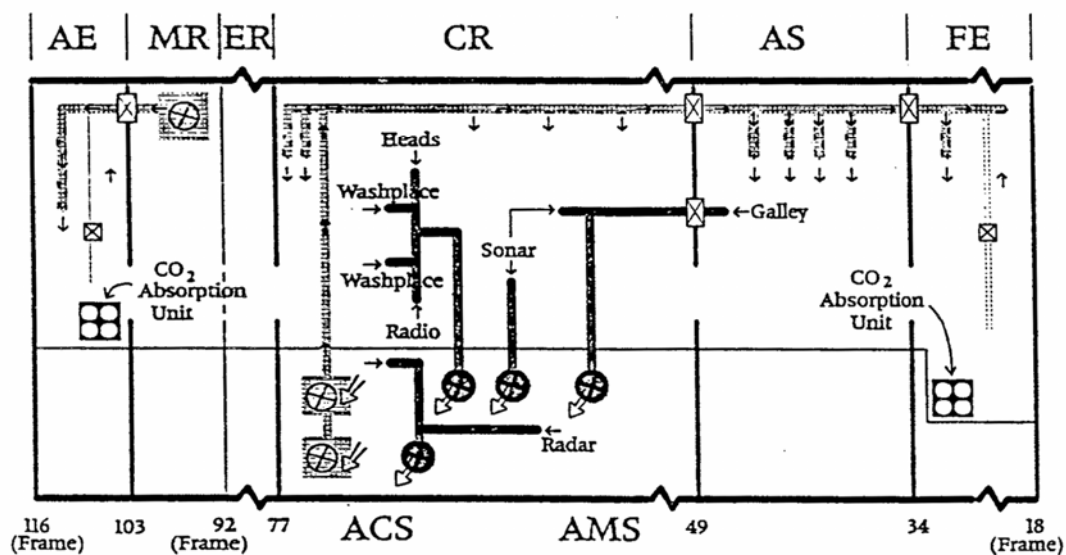 AE MR ER CR AS FE
Heads
Washplace
Galley
Sonar
CO2
Absorption
Unit
Washplace
CO2
Absorption
Unit
Radio
Radar
116 103 92 77 ACS AMS 49 34 18
(Frame) (Frame) (Frame)